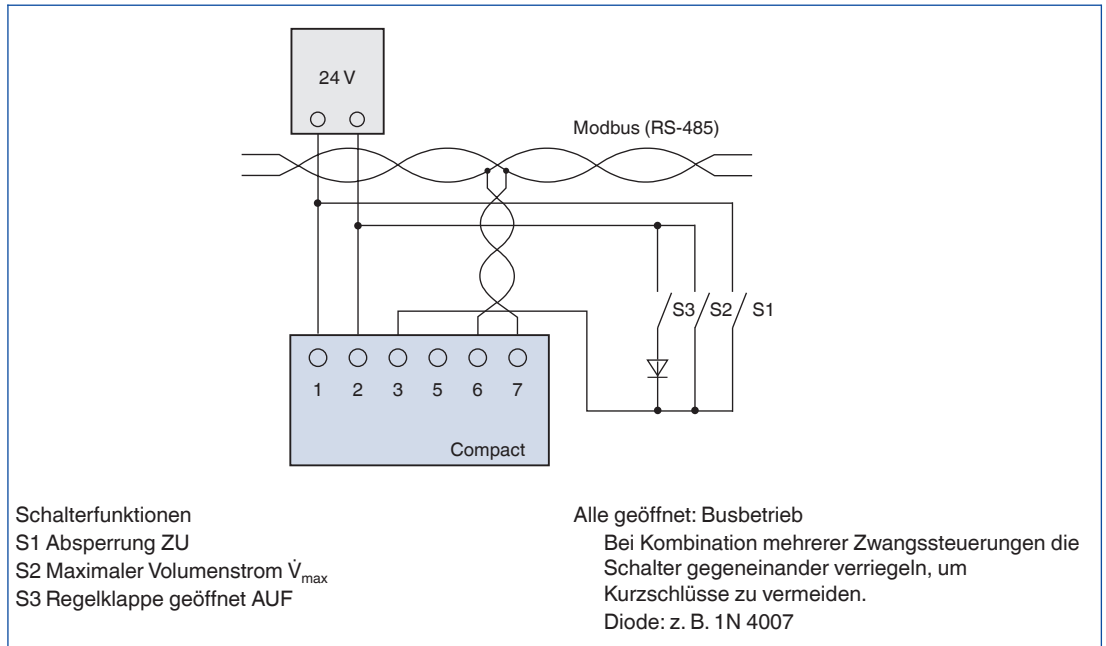 24 V
Modbus (RS-485)
S3 S2 S1
1 2 3 5 6 7
Compact
Schalterfunktionen
S1 Absperrung ZU
S2 Maximaler Volumenstrom V̇max
S3 Regelklappe geöffnet AUF
Alle geöffnet: Busbetrieb
Bei Kombination mehrerer Zwangssteuerungen die
Schalter gegeneinander verriegeln, um
Kurzschlüsse zu vermeiden.
Diode: z. B. 1N 4007